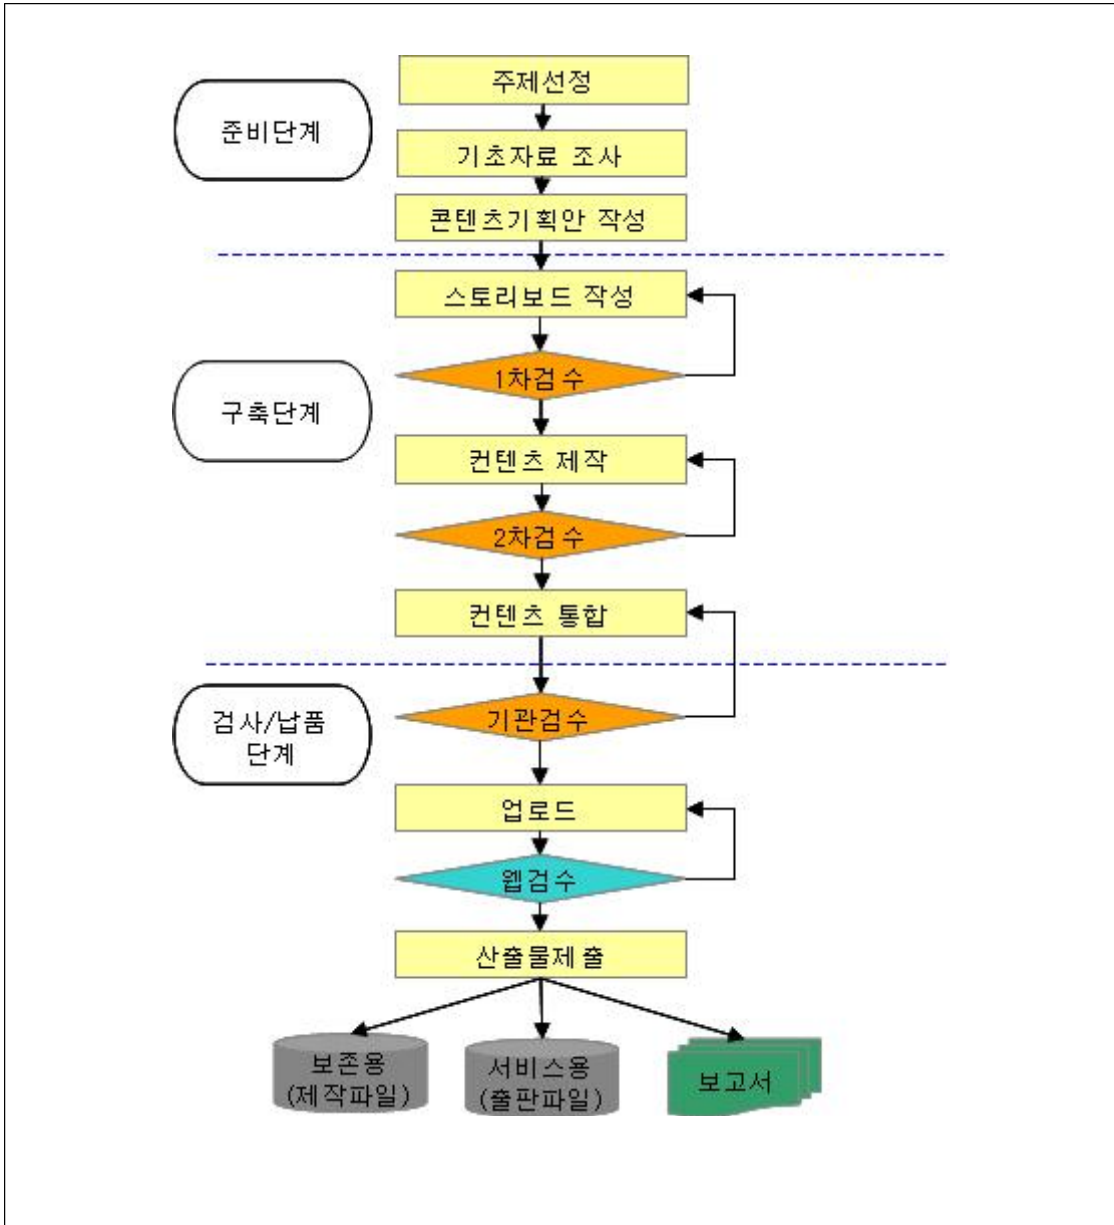 주제선정
준비단계
기초자료 조사
콘텐츠기획안 작성
스토리보드 작성
1차검수
구축단계
컨텐츠 제작
2차검수
컨텐츠 통합
검사/납품
단계
기관검수
업로드
웹검수
산출물제출
보존용
(제작파일)
서비스용
(출판파일)
보고서